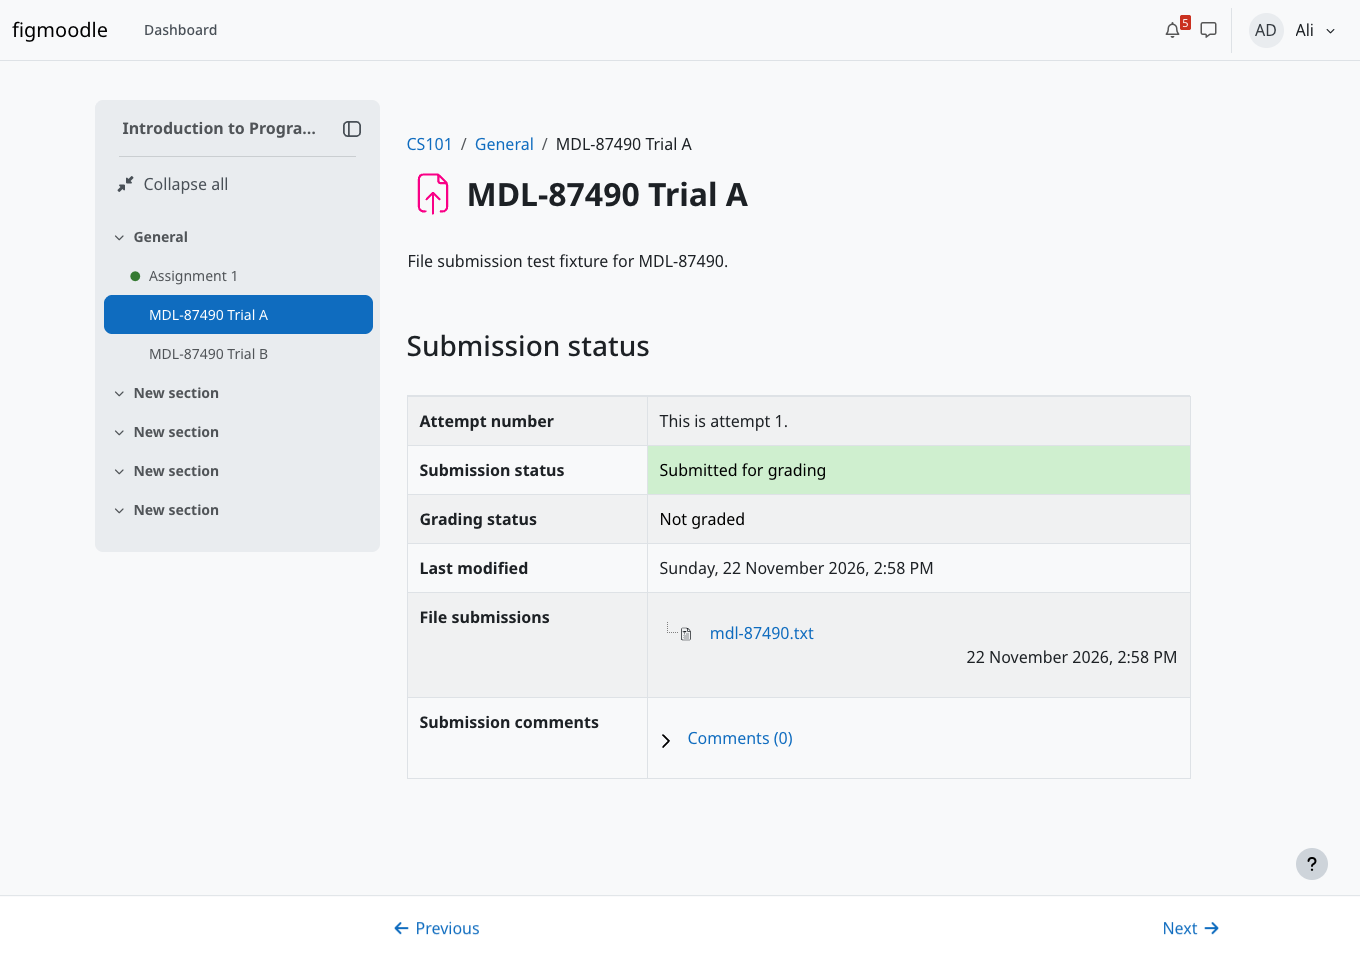 figmoodle
Dashboard
5
AD
Ali
Introduction to Progra...
Collapse all
General
Assignment 1
MDL-87490 Trial A
MDL-87490 Trial B
New section
New section
New section
New section
CS101 / General / MDL-87490 Trial A
MDL-87490 Trial A
File submission test fixture for MDL-87490.
Submission status
Attempt number This is attempt 1.
Submission status Submitted for grading
Grading status Not graded
Last modified Sunday, 22 November 2026, 2:58 PM
File submissions mdl-87490.txt
22 November 2026, 2:58 PM
Submission comments Comments (0)
?
Previous
Next